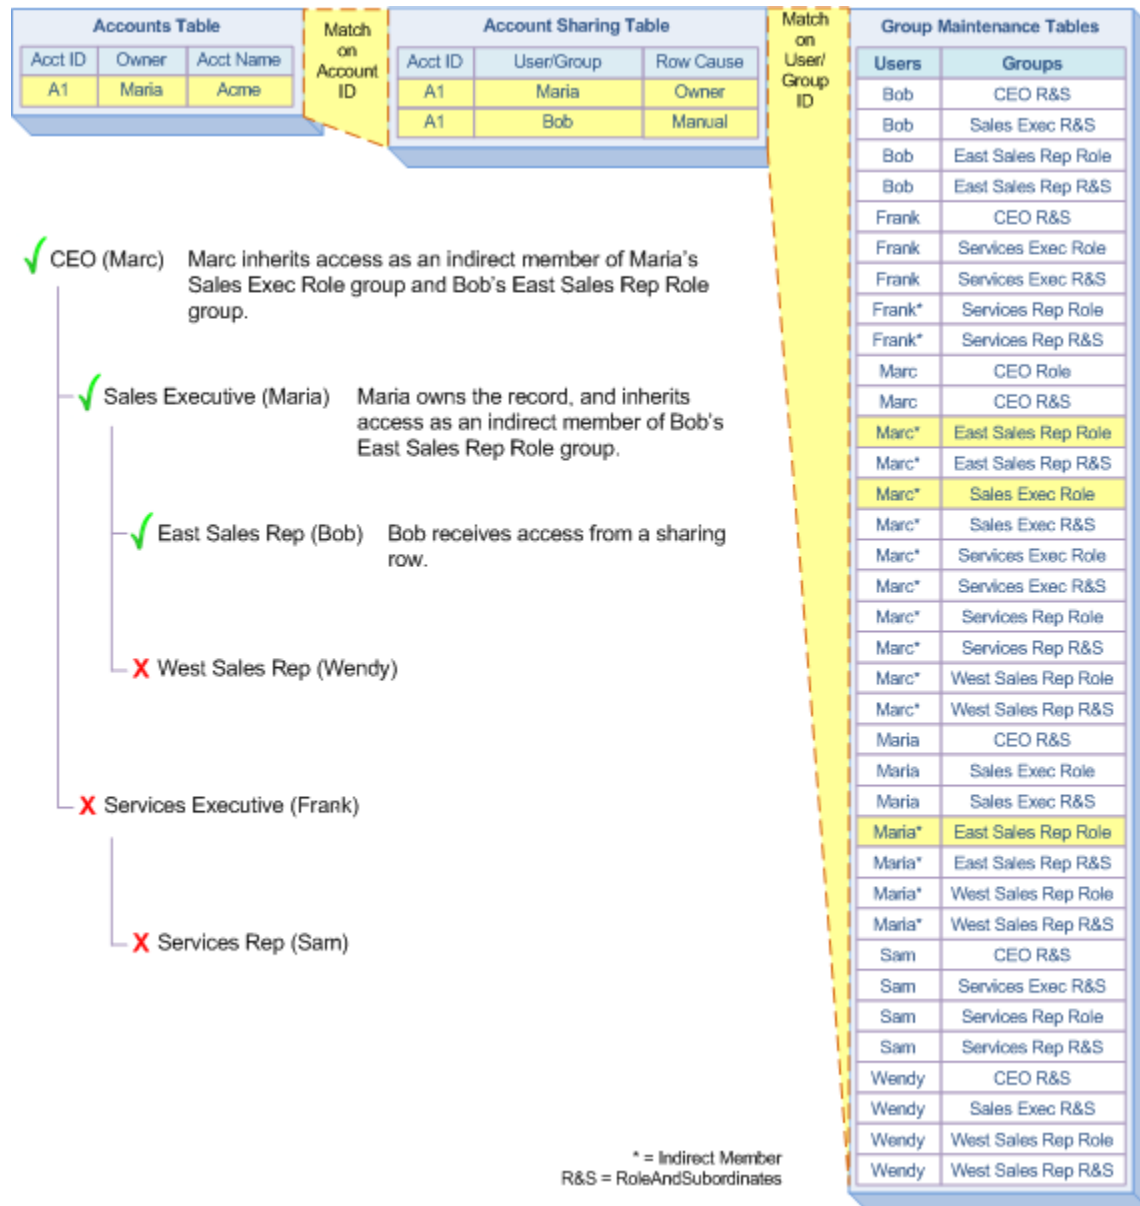 Accounts Table
Acct ID Owner Acct Name
A1 Maria Acme
Match
on
Account
ID
Account Sharing Table
Acct ID User/Group Row Cause
A1 Maria Owner
A1 Bob Manual
Match
on
User/
Group
ID
Group Maintenance Tables
Users Groups
Bob CEO R&S
Bob Sales Exec R&S
Bob East Sales Rep Role
Bob East Sales Rep R&S
Frank CEO R&S
Frank Services Exec Role
Frank Services Exec R&S
Frank* Services Rep Role
Frank* Services Rep R&S
Marc CEO Role
Marc CEO R&S
Marc* East Sales Rep Role
Marc* East Sales Rep R&S
Marc* Sales Exec Role
Marc* Sales Exec R&S
Marc* Services Exec Role
Marc* Services Exec R&S
Marc* Services Rep Role
Marc* Services Rep R&S
Marc* West Sales Rep Role
Marc* West Sales Rep R&S
Maria CEO R&S
Maria Sales Exec Role
Maria Sales Exec R&S
Maria* East Sales Rep Role
Maria* East Sales Rep R&S
Maria* West Sales Rep Role
Maria* West Sales Rep R&S
Sam CEO R&S
Sam Services Exec R&S
Sam Services Rep Role
Sam Services Rep R&S
Wendy CEO R&S
Wendy Sales Exec R&S
Wendy West Sales Rep Role
Wendy West Sales Rep R&S
CEO (Marc) Marc inherits access as an indirect member of Maria's
Sales Exec Role group and Bob's East Sales Rep Role
group.
Sales Executive (Maria) Maria owns the record, and inherits
access as an indirect member of Bob's
East Sales Rep Role group.
East Sales Rep (Bob) Bob receives access from a sharing
row.
X West Sales Rep (Wendy)
X Services Executive (Frank)
X Services Rep (Sam)
* = Indirect Member
R&S = RoleAndSubordinates